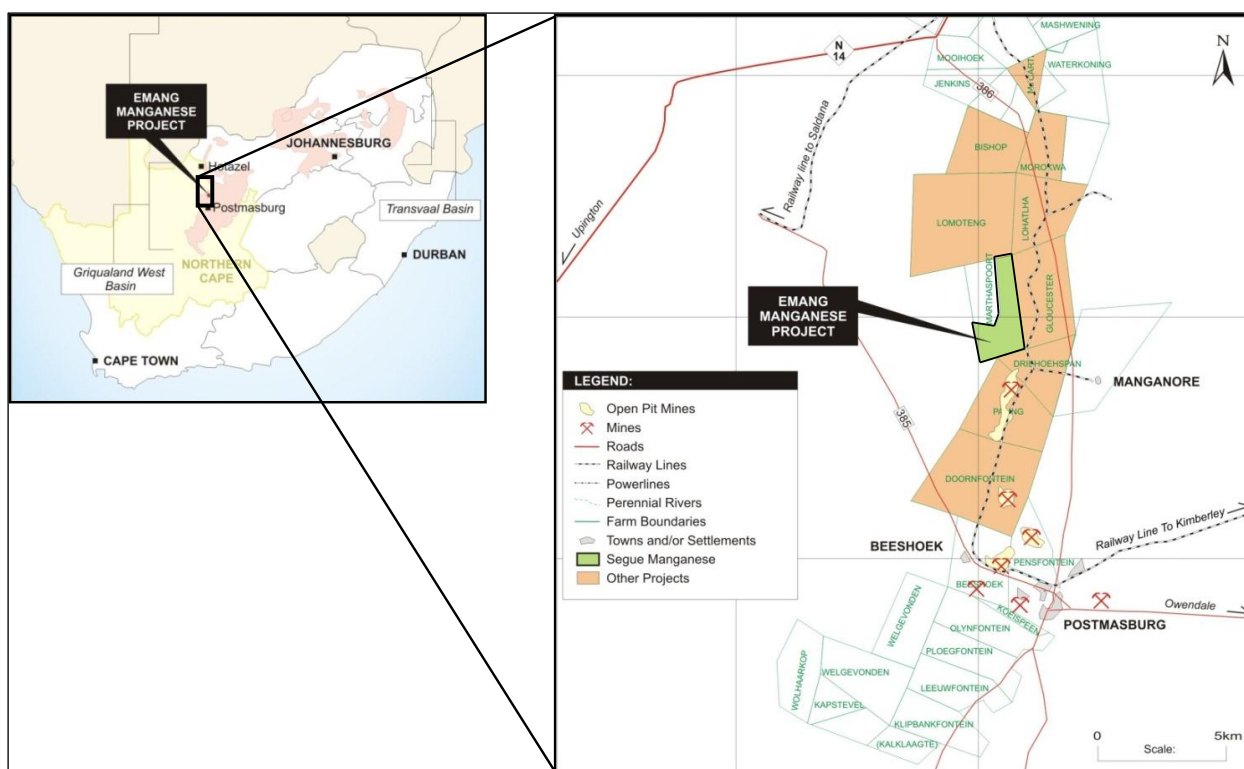 EMANG
MANGANESE
PROJECT
Hotazel
JOHANNESBURG
Postmasburg
Transvaal Basin
Griqualand West
Basin
NORTHERN
CAPE
DURBAN
CAPE TOWN
N
14
MASHWENING
MOOIHOEK
WATERKONING
JENKINS
386
N
Railway line to Saldana
BISHOP
MOROKWA
Upington
LOMOTENG
LOHATLHA
MARTHASPOORT
GLOUCESTER
EMANG
MANGANESE
PROJECT
DRIEHOEHSPAN
MANGANORE
385
DOORNFONTEIN
LEGEND:
Open Pit Mines
Mines
Roads
Railway Lines
Powerlines
Perennial Rivers
Farm Boundaries
Towns and/or Settlements
Segue Manganese
Other Projects
BEESHOEK
PENSFONTEIN
Railway Line To Kimberley
BEESHOEK
KOEISPEEN
Owendale
POSTMASBURG
WELGEVONDEN
OLYNFONTEIN
PLOEGFONTEIN
WOLHAARKOP
WELGEVONDEN
LEEUWFONTEIN
KAPSTEVEL
KLIPBANKFONTEIN
(KALKLAAGTE)
0 5km
Scale: